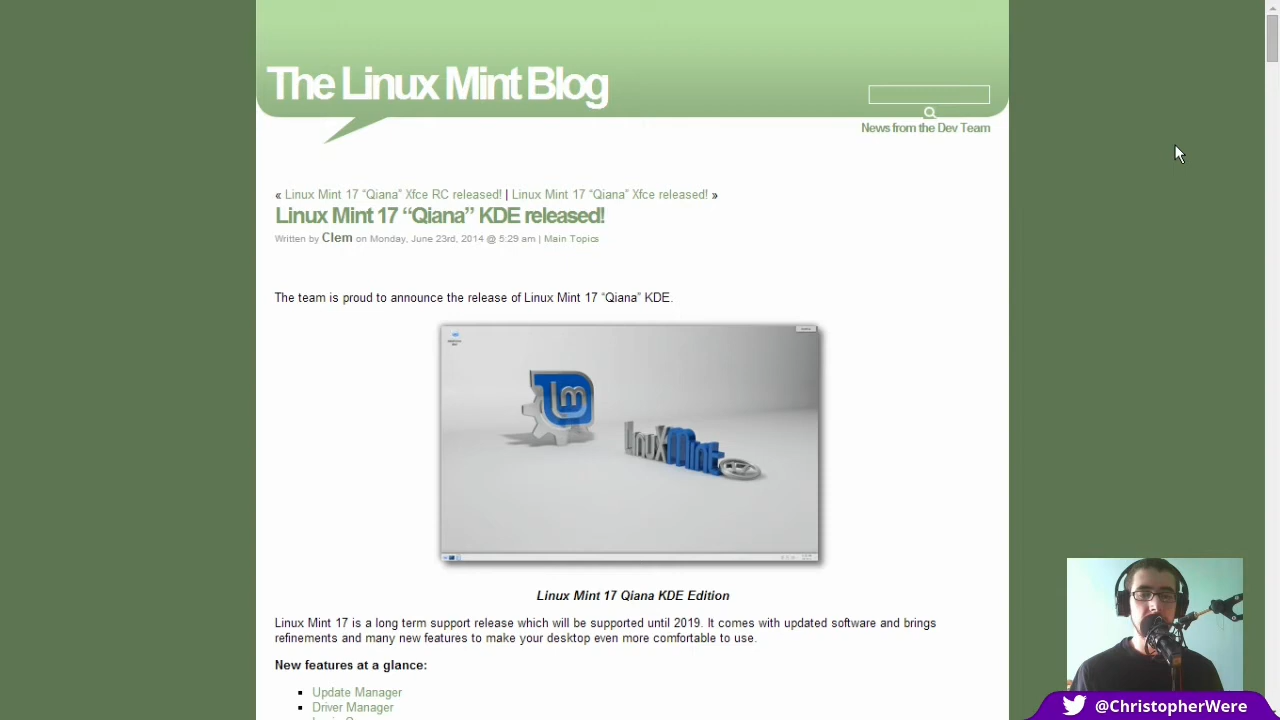 The Linux Mint Blog
News from the Dev Team
« Linux Mint 17 “Qiana” Xfce RC released! | Linux Mint 17 “Qiana” Xfce released! »
Linux Mint 17 “Qiana” KDE released!
Written by Clem on Monday, June 23rd, 2014 @ 5:29 am | Main Topics
The team is proud to announce the release of Linux Mint 17 “Qiana” KDE.
lm
LinuxMint
Linux Mint 17 Qiana KDE Edition
Linux Mint 17 is a long term support release which will be supported until 2019. It comes with updated software and brings
refinements and many new features to make your desktop even more comfortable to use.
New features at a glance:
Update Manager
Driver Manager
@ChristopherWere